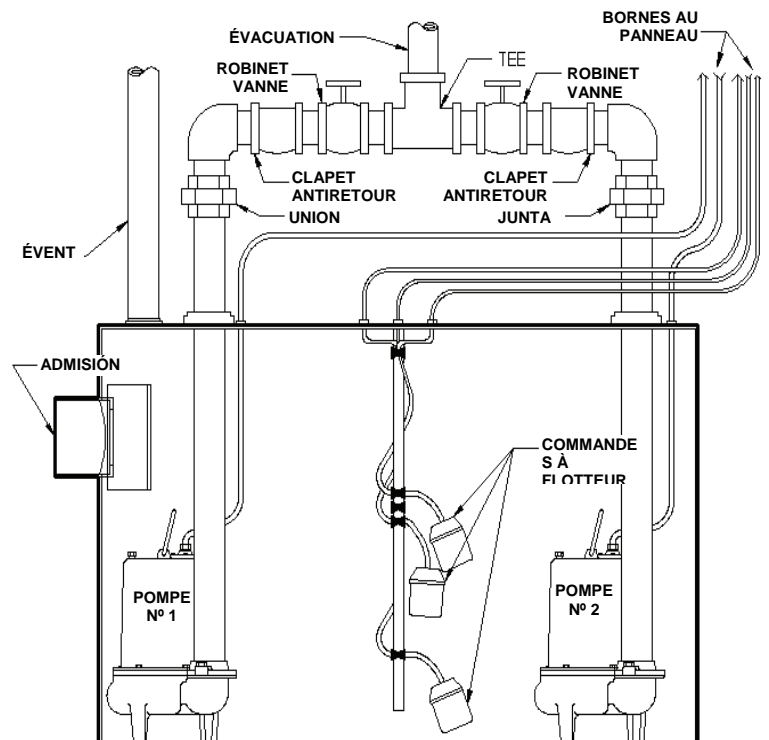 BORNES AU
PANNEAU
ÉVACUATION
TEE
ROBINET
VANNE
ROBINET
VANNE
CLAPET
ANTIRETOUR
CLAPET
ANTIRETOUR
UNION
JUNTA
ÉVENT
ADMISIÓN
COMMANDE
S À
FLOTTEUR
POMPE
Nº 1
POMPE
Nº 2